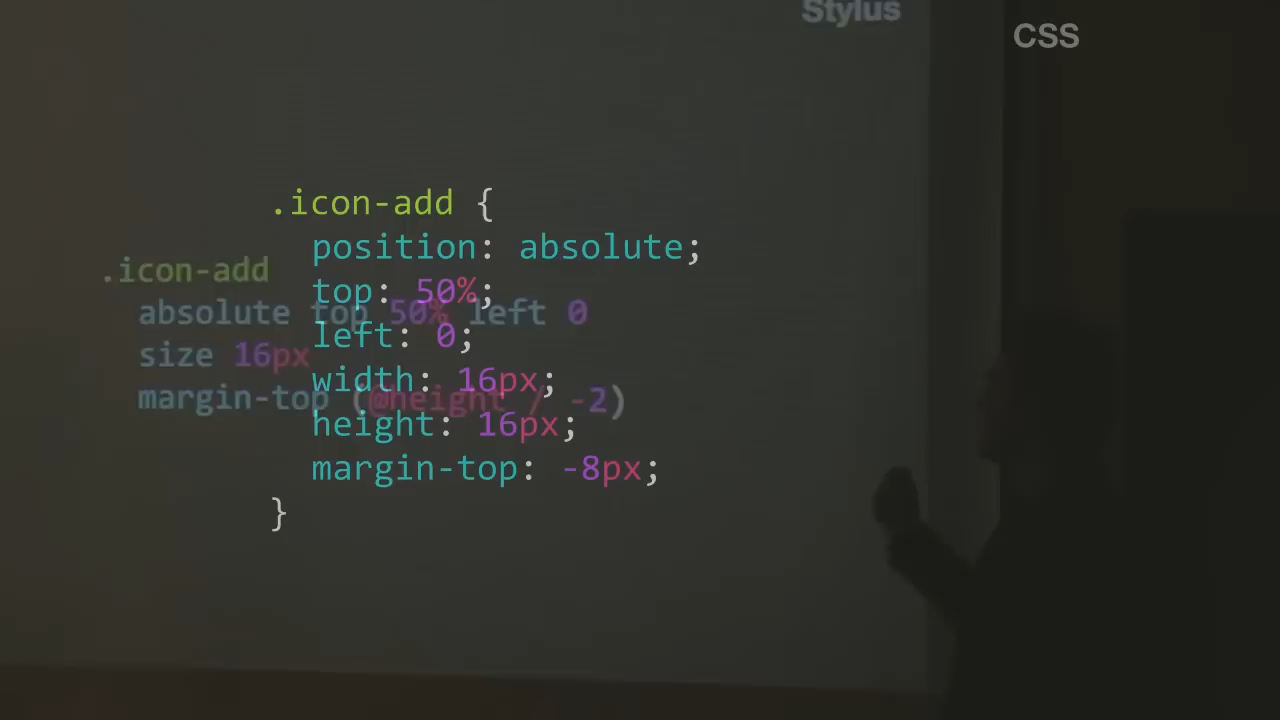 Stylus
CSS
.icon-add {
position: absolute;
top: 50%;
left: 0;
width: 16px;
height: 16px;
margin-top: -8px;
}
.icon-add
absolute top 50% left 0
size 16px
margin-top (@height / -2)